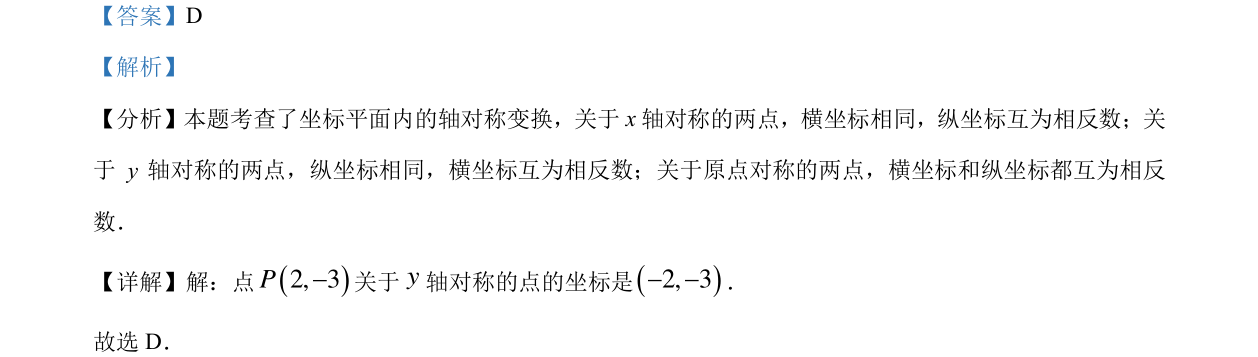 【答案】D
【解析】
【分析】本题考查了坐标平面内的轴对称变换，关于 x 轴对称的两点，横坐标相同，纵坐标互为相反数；关
于 y 轴对称的两点，纵坐标相同，横坐标互为相反数；关于原点对称的两点，横坐标和纵坐标都互为相反
数．
【详解】解：点 P(2,−3) 关于 y 轴对称的点的坐标是 (−2,−3)．
故选 D．